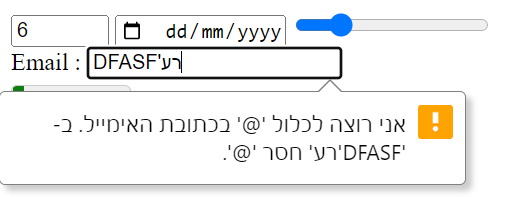 6 dd/mm/yyyy
Email : DFASF'רע
אני רוצה לכלול '@' בכתובת האימייל. ב-
'DFASF'רע' חסר '@'.